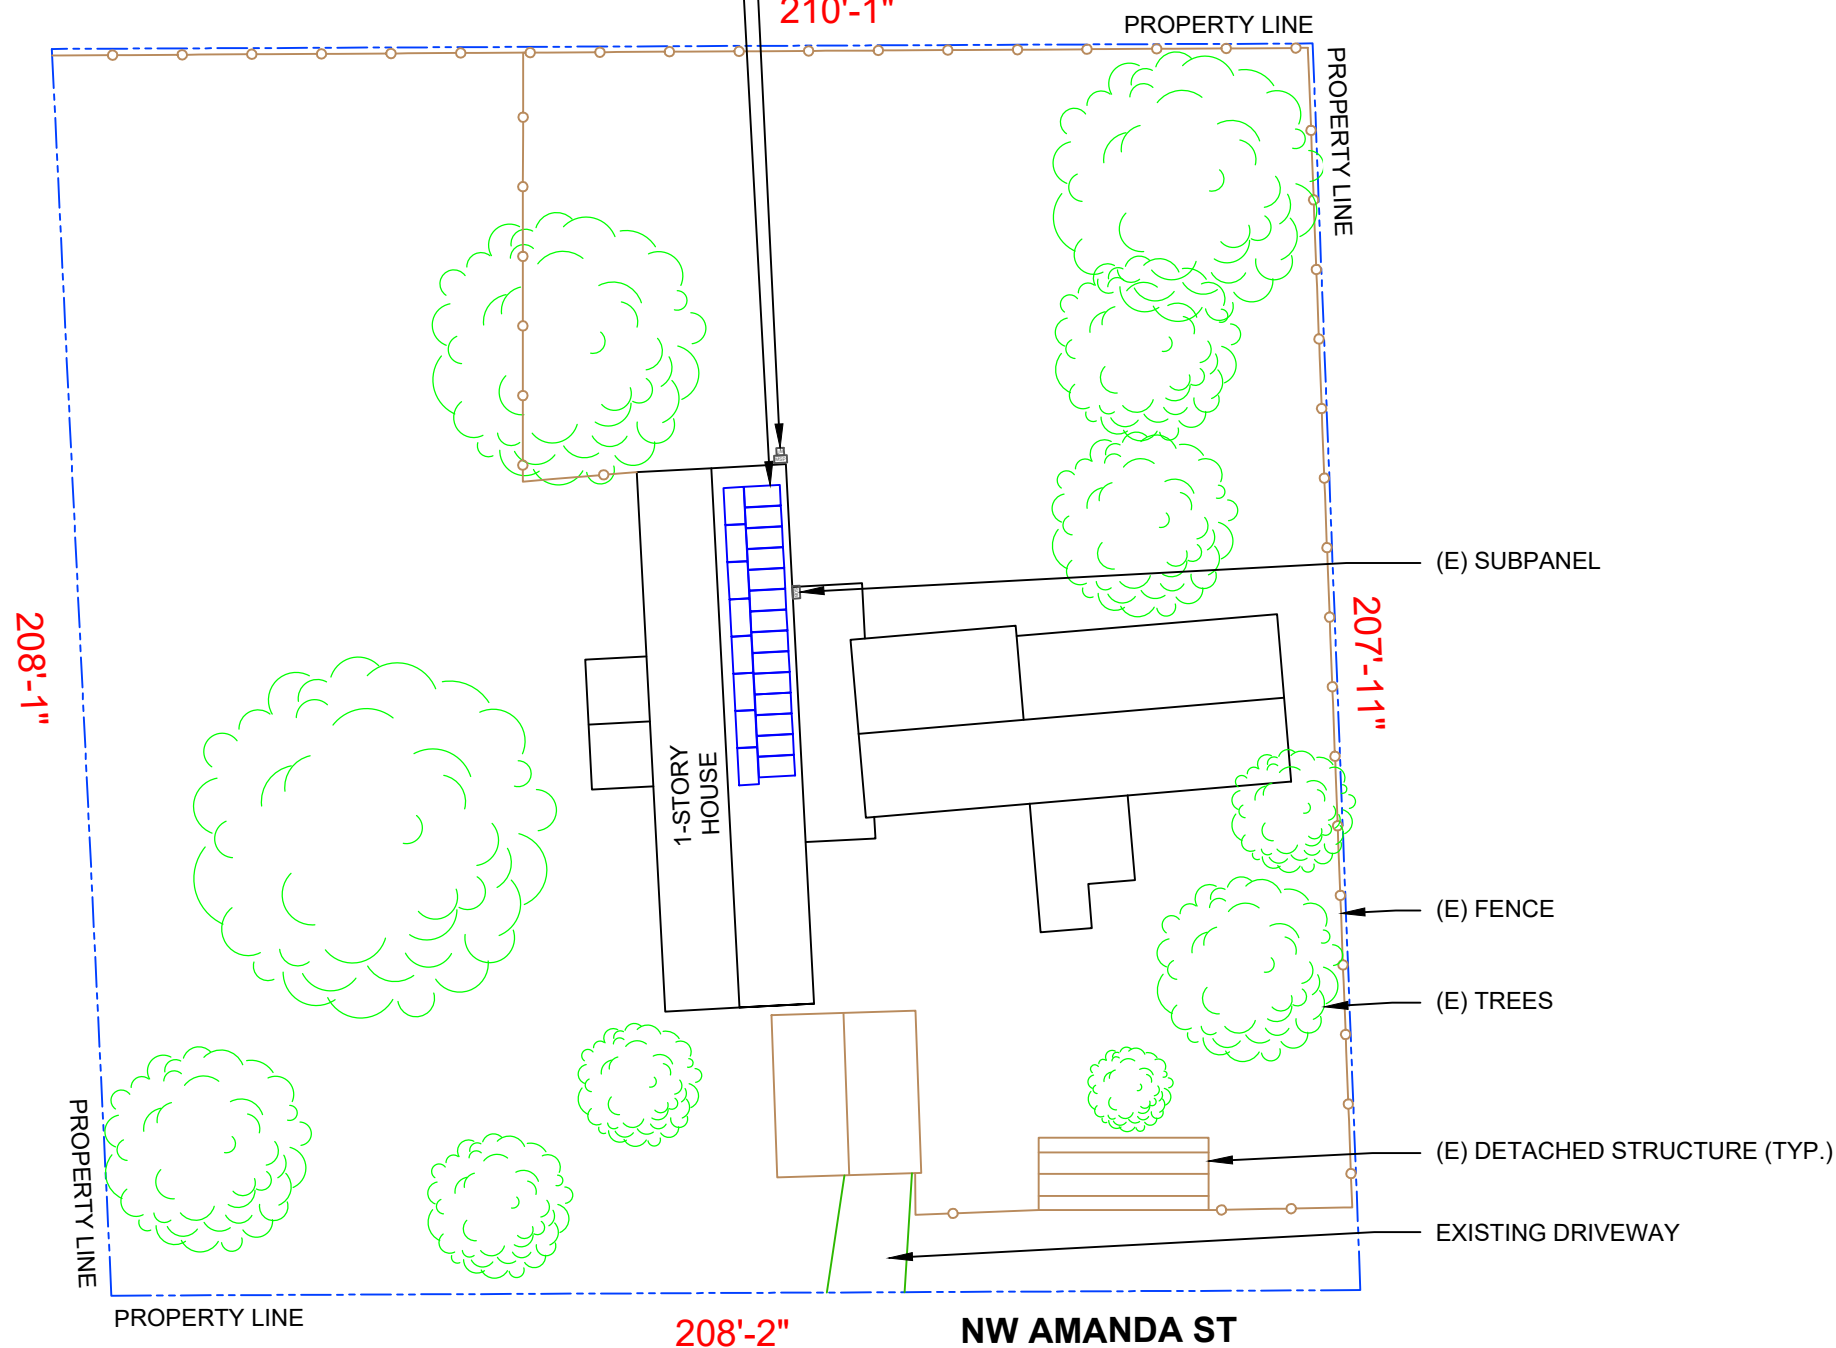 210'-1"
PROPERTY LINE
PROPERTY LINE
(E) SUBPANEL
208'-1"
207'-11"
1-STORY
HOUSE
(E) FENCE
(E) TREES
PROPERTY LINE
(E) DETACHED STRUCTURE (TYP.)
EXISTING DRIVEWAY
PROPERTY LINE
208'-2"
NW AMANDA ST